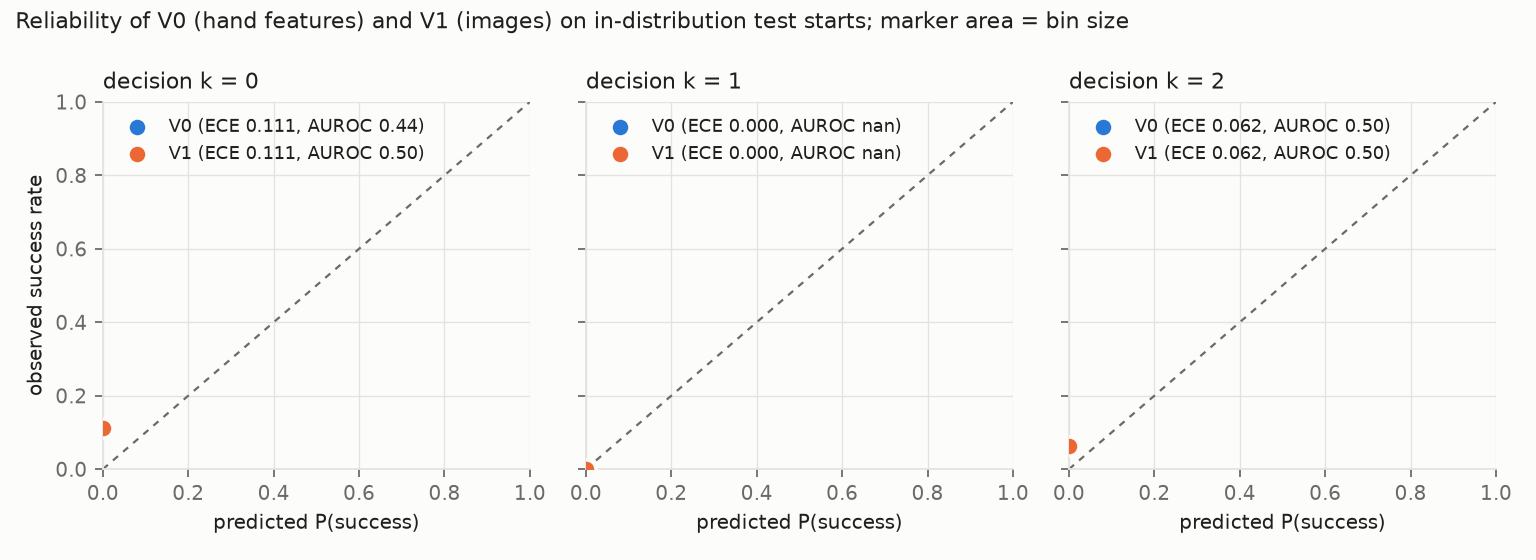 Reliability of V0 (hand features) and V1 (images) on in-distribution test starts; marker area = bin size
decision k = 0
V0 (ECE 0.111, AUROC 0.44)
V1 (ECE 0.111, AUROC 0.50)
observed success rate
1.0
0.8
0.6
0.4
0.2
0.0
0.0 0.2 0.4 0.6 0.8 1.0
predicted P(success)
decision k = 1
V0 (ECE 0.000, AUROC nan)
V1 (ECE 0.000, AUROC nan)
0.0 0.2 0.4 0.6 0.8 1.0
predicted P(success)
decision k = 2
V0 (ECE 0.062, AUROC 0.50)
V1 (ECE 0.062, AUROC 0.50)
0.0 0.2 0.4 0.6 0.8 1.0
predicted P(success)